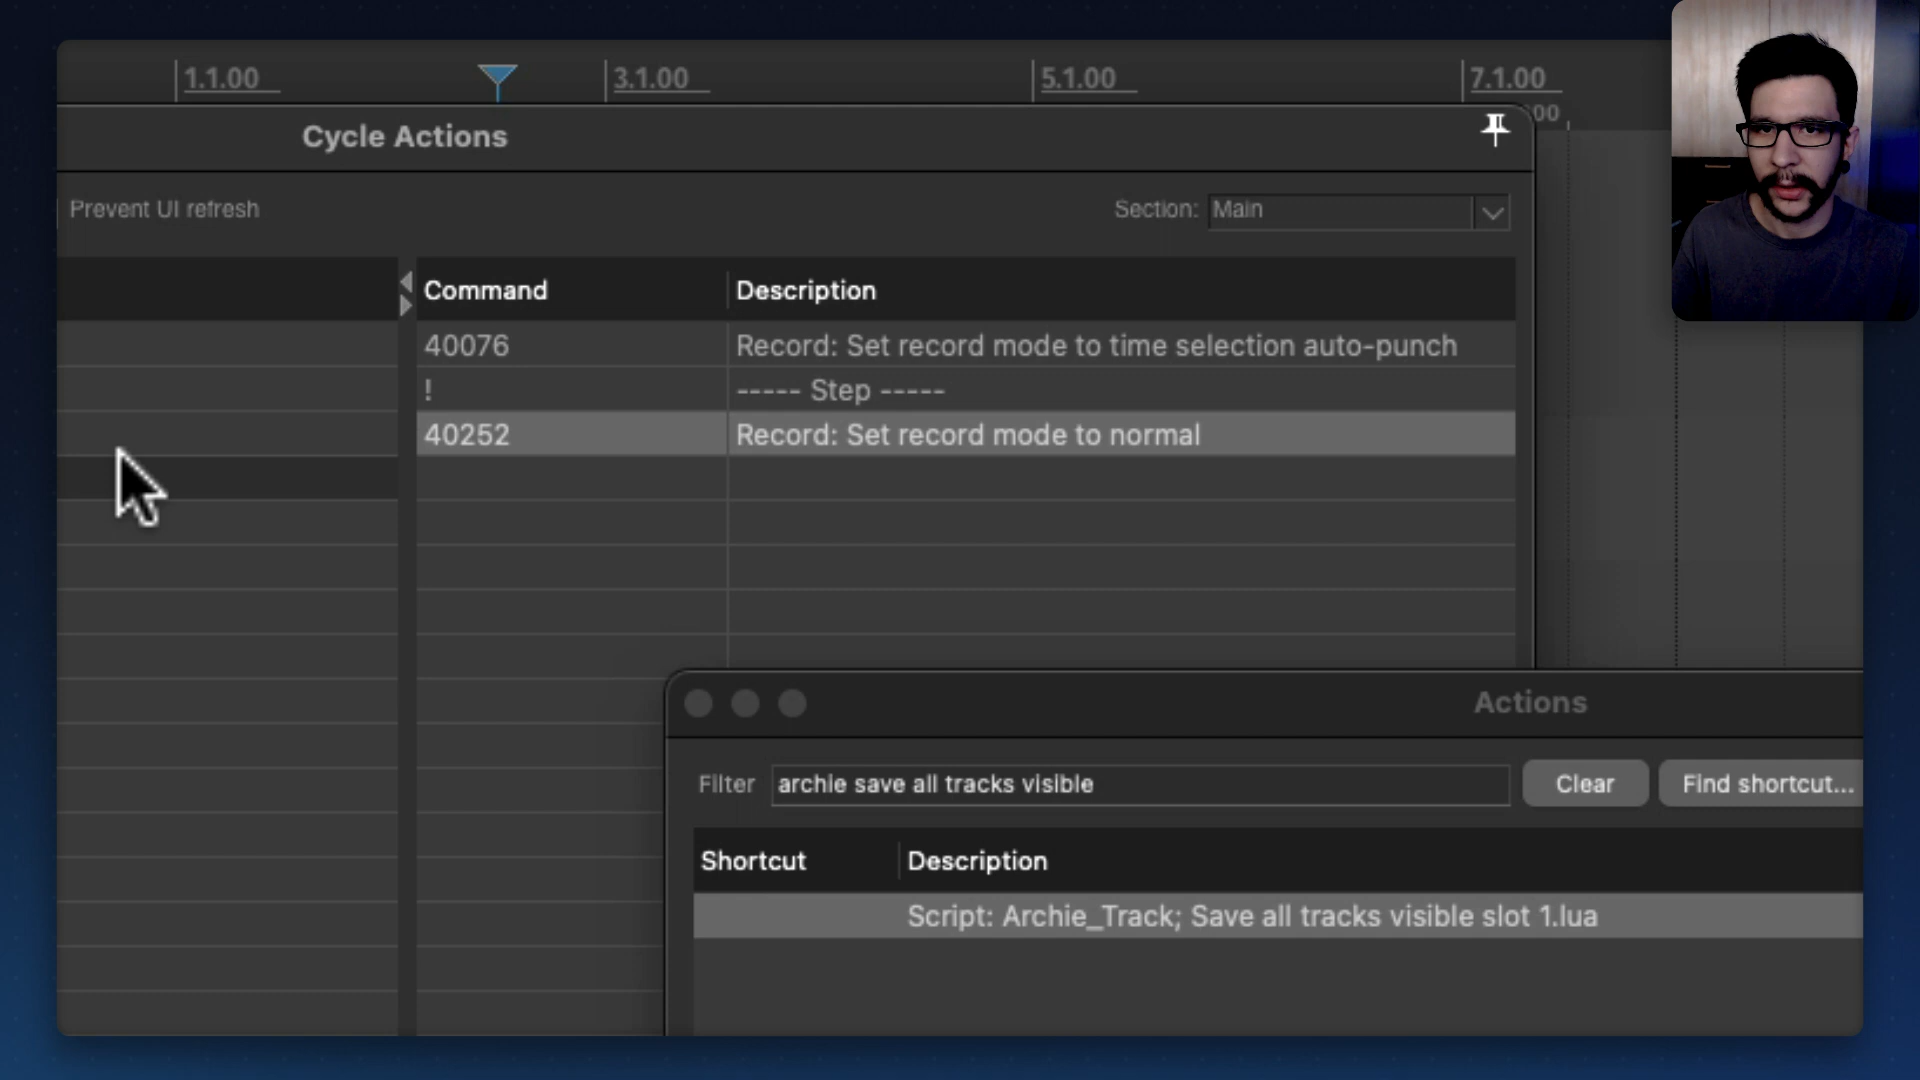 1.1.00
3.1.00
5.1.00
7.1.00
Cycle Actions
Prevent UI refresh
Section: Main
Command Description
40076 Record: Set record mode to time selection auto-punch
! ----- Step -----
40252 Record: Set record mode to normal
Actions
Filter archie save all tracks visible Clear Find shortcut...
Shortcut Description
Script: Archie_Track; Save all tracks visible slot 1.lua